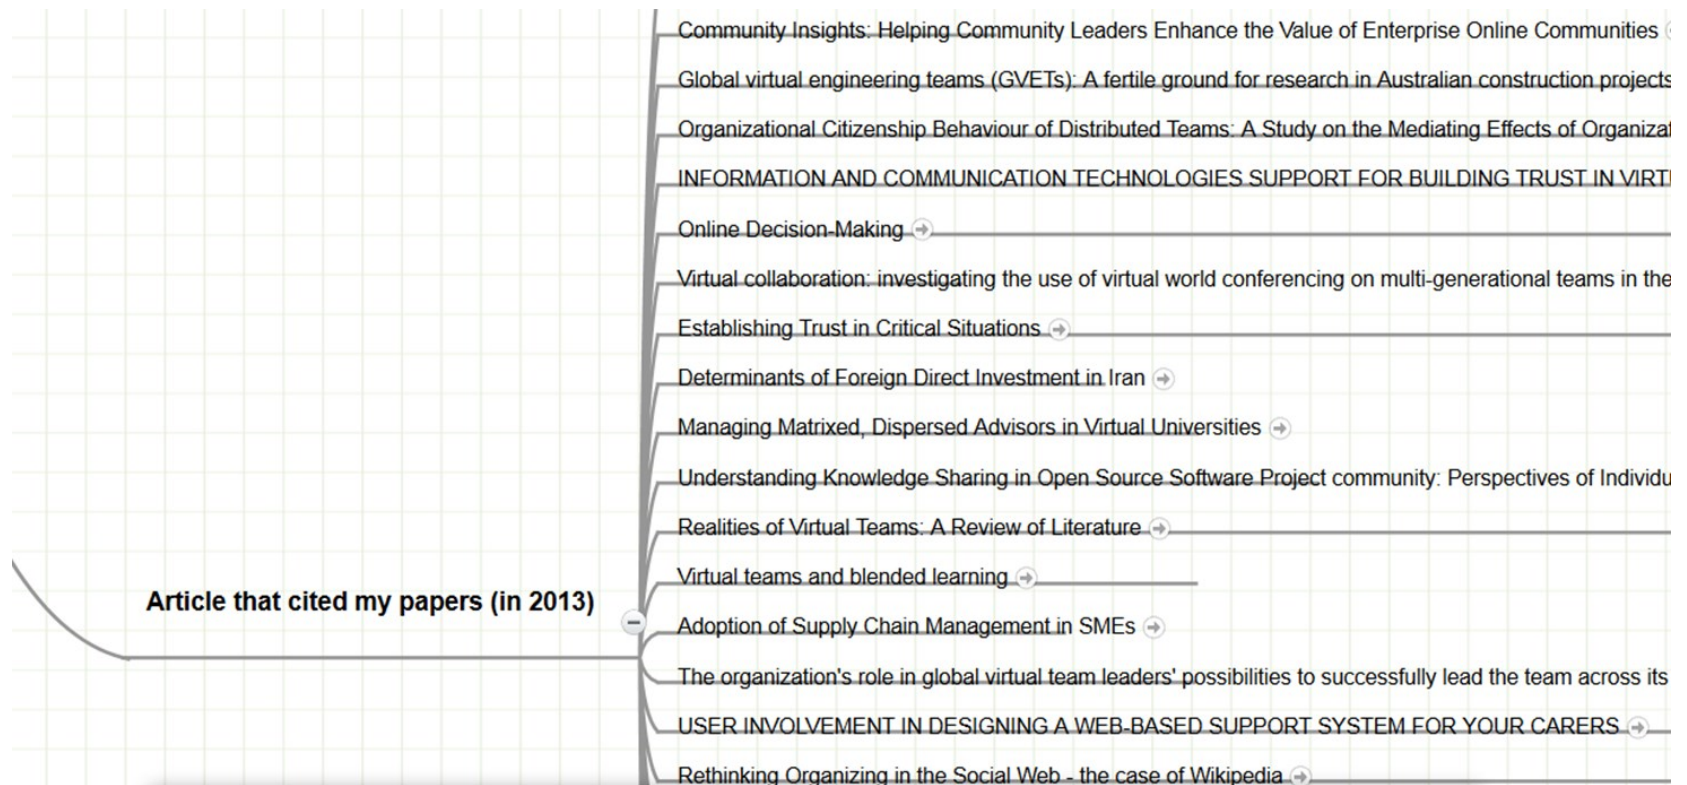 Community Insights: Helping Community Leaders Enhance the Value of Enterprise Online Communities
Global virtual engineering teams (GVETs): A fertile ground for research in Australian construction projects
Organizational Citizenship Behaviour of Distributed Teams: A Study on the Mediating Effects of
INFORMATION AND COMMUNICATION TECHNOLOGIES SUPPORT FOR BUILDING TRUST IN
Online Decision-Making
Virtual collaboration: investigating the use of virtual world conferencing on multi-generational teams in the
Establishing Trust in Critical Situations
Determinants of Foreign Direct Investment in Iran
Managing Matrixed, Dispersed Advisors in Virtual Universities
Understanding Knowledge Sharing in Open Source Software Project community: Perspectives of
Realities of Virtual Teams: A Review of Literature
Virtual teams and blended learning
Article that cited my papers (in 2013)
Adoption of Supply Chain Management in SMEs
The organization's role in global virtual team leaders' possibilities to successfully lead the team across its
USER INVOLVEMENT IN DESIGNING A WEB-BASED SUPPORT SYSTEM FOR YOUR CARERS
Rethinking Organizing in the Social Web - the case of Wikipedia